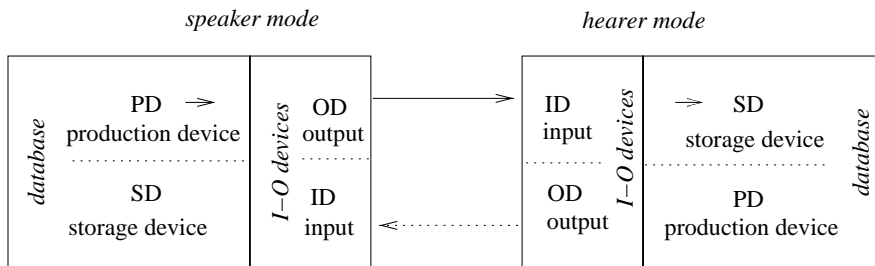 speaker mode
hearer mode
database
PD
production device
SD
storage device
I–O devices
OD
output
ID
input
ID
input
OD
output
I–O devices
SD
storage device
PD
production device
database